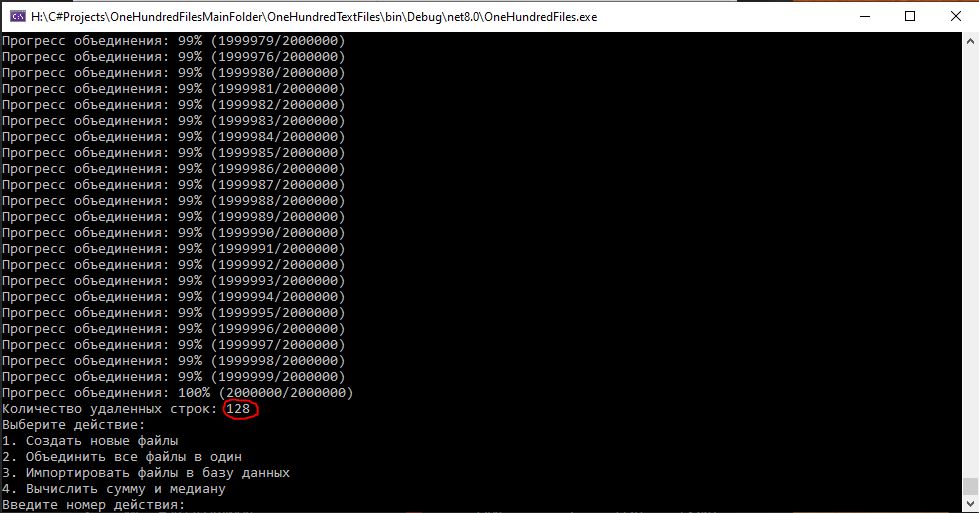 H:\C#Projects\OneHundredFilesMainFolder\OneHundredTextFiles\bin\Debug\net8.0\OneHundredFiles.exe
Прогресс объединения: 99% (1999979/2000000)
Прогресс объединения: 99% (1999976/2000000)
Прогресс объединения: 99% (1999980/2000000)
Прогресс объединения: 99% (1999981/2000000)
Прогресс объединения: 99% (1999982/2000000)
Прогресс объединения: 99% (1999983/2000000)
Прогресс объединения: 99% (1999984/2000000)
Прогресс объединения: 99% (1999985/2000000)
Прогресс объединения: 99% (1999986/2000000)
Прогресс объединения: 99% (1999987/2000000)
Прогресс объединения: 99% (1999988/2000000)
Прогресс объединения: 99% (1999989/2000000)
Прогресс объединения: 99% (1999990/2000000)
Прогресс объединения: 99% (1999991/2000000)
Прогресс объединения: 99% (1999992/2000000)
Прогресс объединения: 99% (1999993/2000000)
Прогресс объединения: 99% (1999994/2000000)
Прогресс объединения: 99% (1999995/2000000)
Прогресс объединения: 99% (1999996/2000000)
Прогресс объединения: 99% (1999997/2000000)
Прогресс объединения: 99% (1999998/2000000)
Прогресс объединения: 99% (1999999/2000000)
Прогресс объединения: 100% (2000000/2000000)
Количество удаленных строк: 128
Выберите действие:
1. Создать новые файлы
2. Объединить все файлы в один
3. Импортировать файлы в базу данных
4. Вычислить сумму и медиану
Введите номер действия: